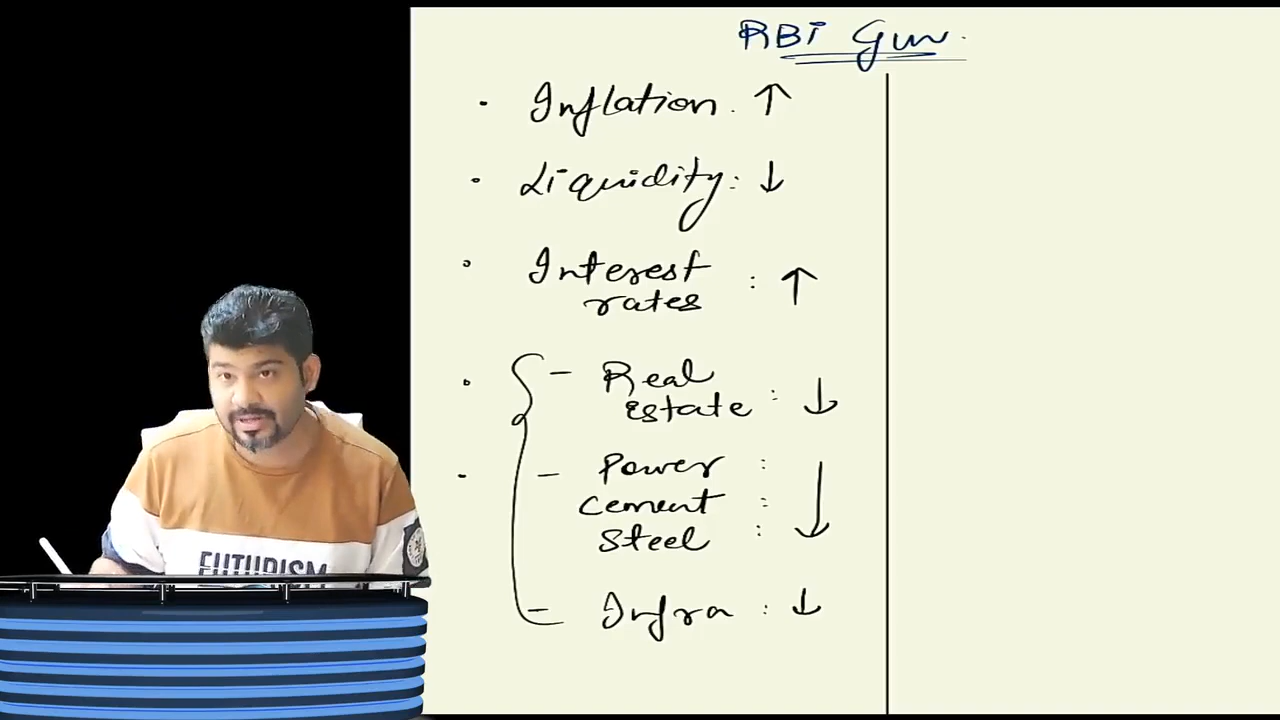 RBI Guv.
• Inflation. ↑
• Liquidity: ↓
• Interest
rates : ↑
• - Real
Estate : ↓
• - Power :
Cement : ↓
Steel :
- Infra : ↓
FUTURISM